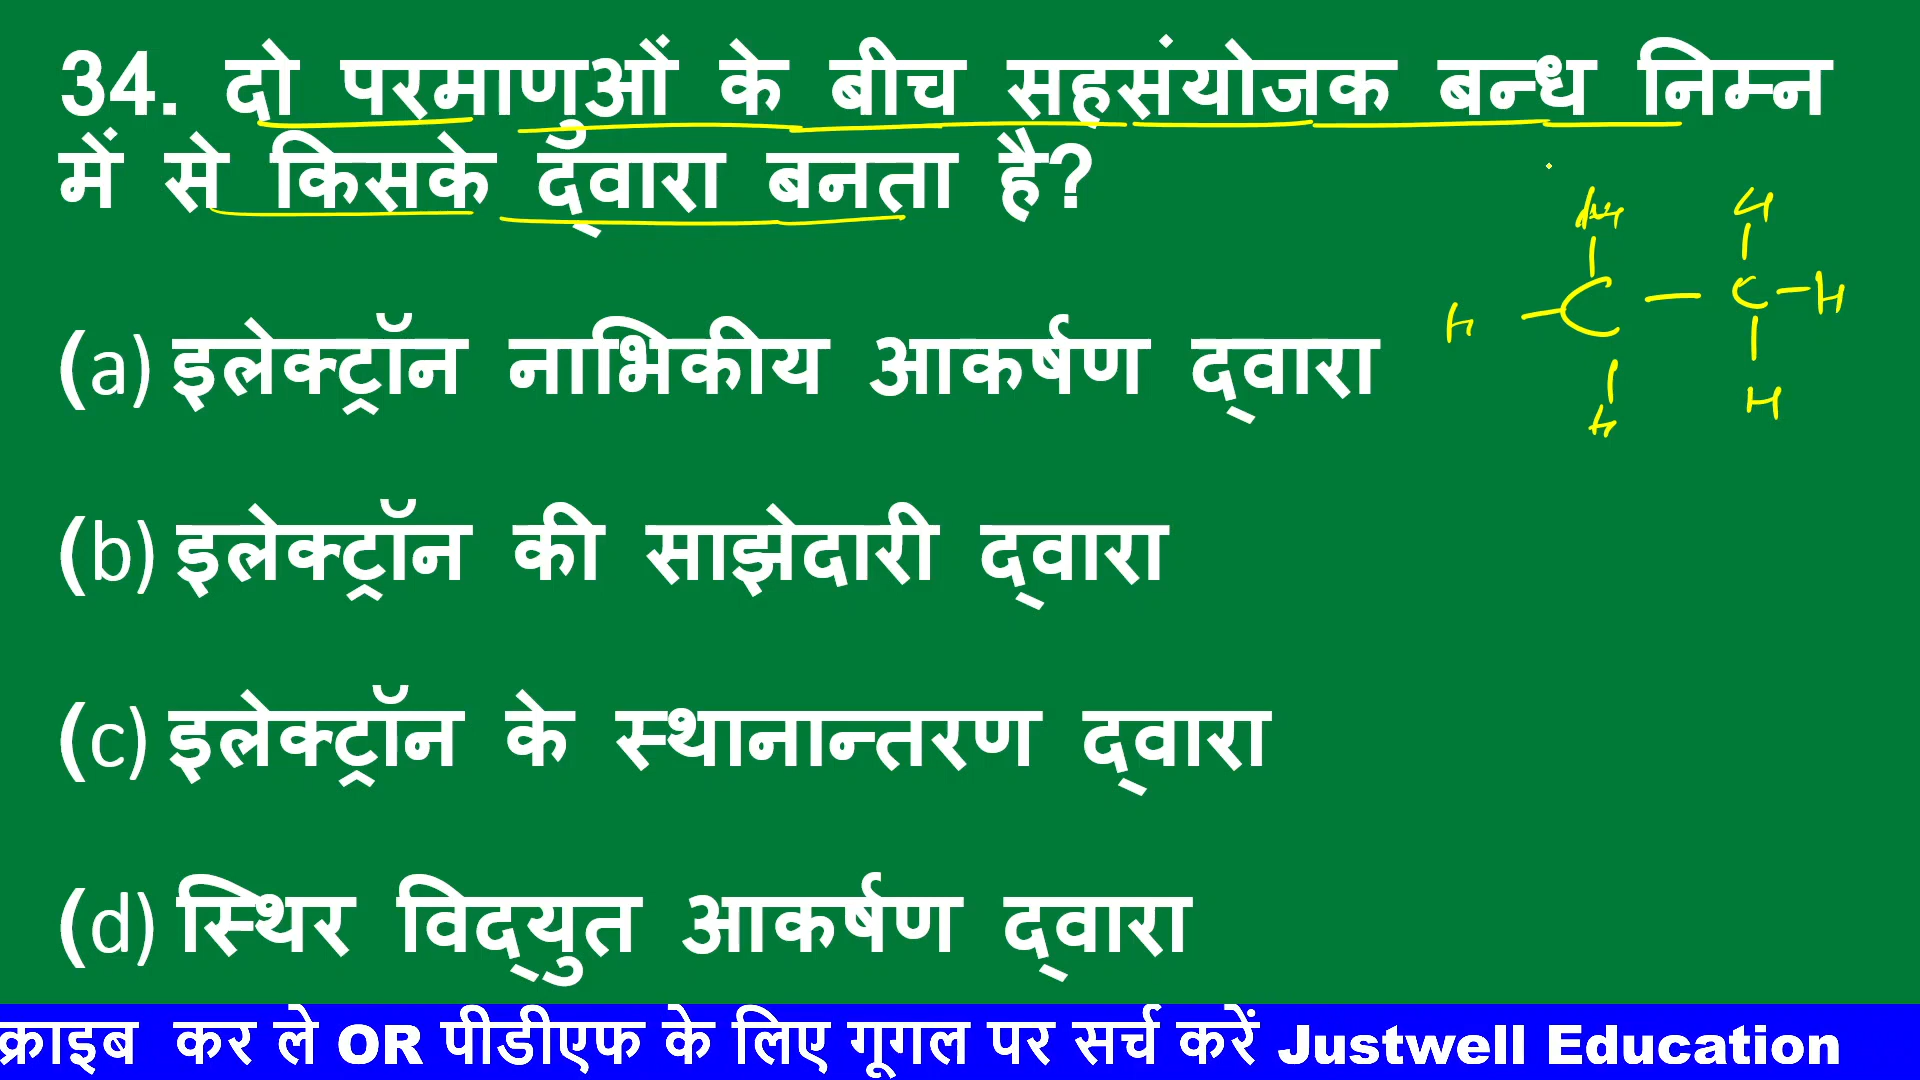 34. दो परमाणुओं के बीच सहसंयोजक बन्ध निम्न
में से किसके द्वारा बनता है?
H H
H C C H
H H
(a) इलेक्ट्रॉन नाभिकीय आकर्षण द्वारा
(b) इलेक्ट्रॉन की साझेदारी द्वारा
(c) इलेक्ट्रॉन के स्थानान्तरण द्वारा
(d) स्थिर विद्युत आकर्षण द्वारा
क्राइब कर ले OR पीडीएफ के लिए गूगल पर सर्च करें Justwell Education